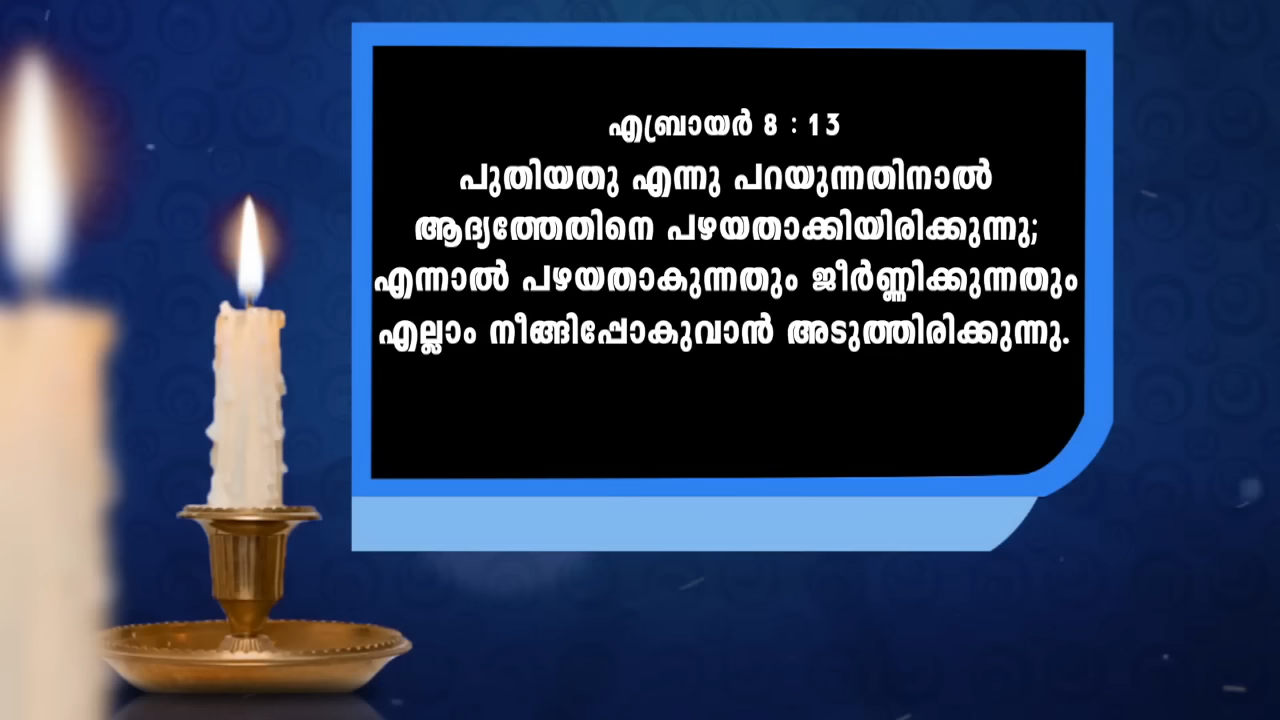 എബ്രായർ 8 : 13
പുതിയതു എന്നു പറയുന്നതിനാൽ
ആദ്യത്തേതിനെ പഴയതാക്കിയിരിക്കുന്നു;
എന്നാൽ പഴയതാകുന്നതും ജീർണ്ണിക്കുന്നതും
എല്ലാം നീങ്ങിപ്പോകുവാൻ അടുത്തിരിക്കുന്നു.